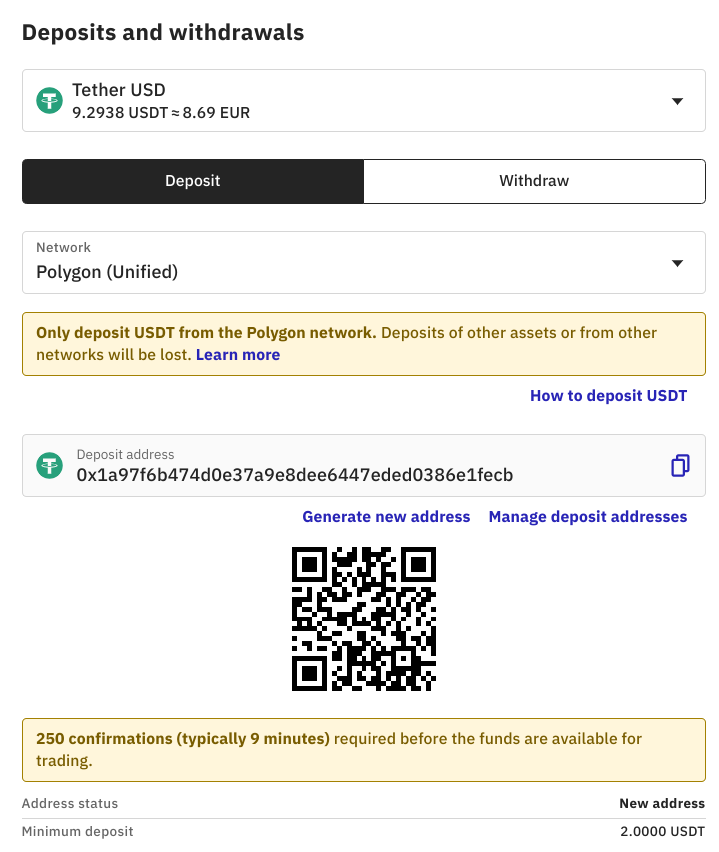 Deposits and withdrawals
Tether USD
9.2938 USDT ≈ 8.69 EUR
Deposit
Withdraw
Network
Polygon (Unified)
Only deposit USDT from the Polygon network. Deposits of other assets or from other
networks will be lost. Learn more
How to deposit USDT
Deposit address
0x1a97f6b474d0e37a9e8dee6447eded0386e1fecb
Generate new address
Manage deposit addresses
250 confirmations (typically 9 minutes) required before the funds are available for
trading.
Address status
New address
Minimum deposit
2.0000 USDT